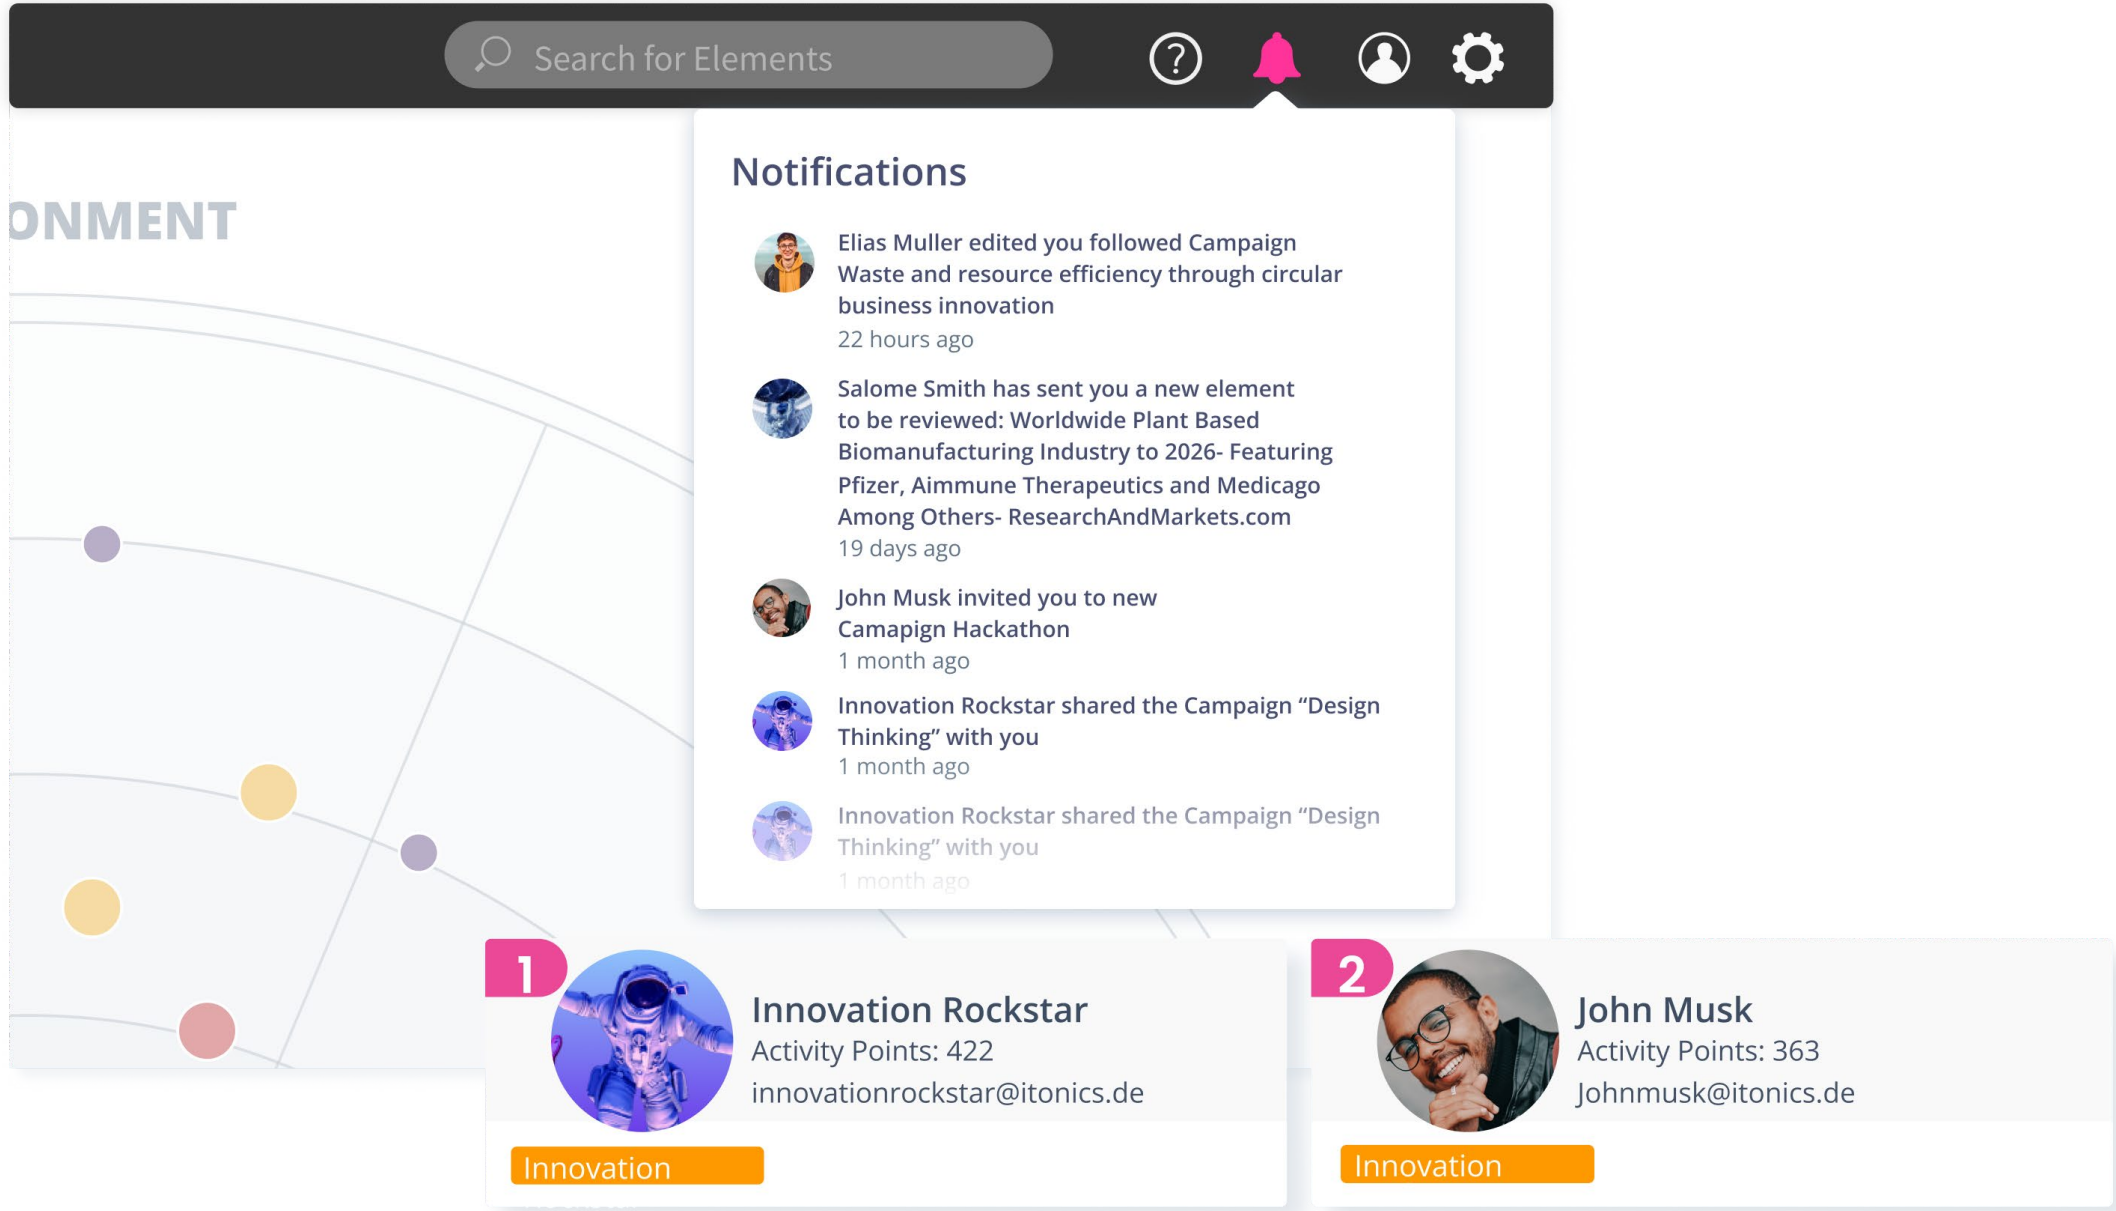 Search for Elements
?
Notifications
ONMENT
Elias Muller edited you followed Campaign
Waste and resource efficiency through circular
business innovation
22 hours ago
Salome Smith has sent you a new element
to be reviewed: Worldwide Plant Based
Biomanufacturing Industry to 2026- Featuring
Pfizer, Aimmune Therapeutics and Medicago
Among Others- ResearchAndMarkets.com
19 days ago
John Musk invited you to new
Camapign Hackathon
1 month ago
Innovation Rockstar shared the Campaign “Design
Thinking” with you
1 month ago
Innovation Rockstar shared the Campaign “Design
Thinking” with you
1 month ago
1
Innovation Rockstar
Activity Points: 422
innovationrockstar@itonics.de
Innovation
2
John Musk
Activity Points: 363
Johnmusk@itonics.de
Innovation